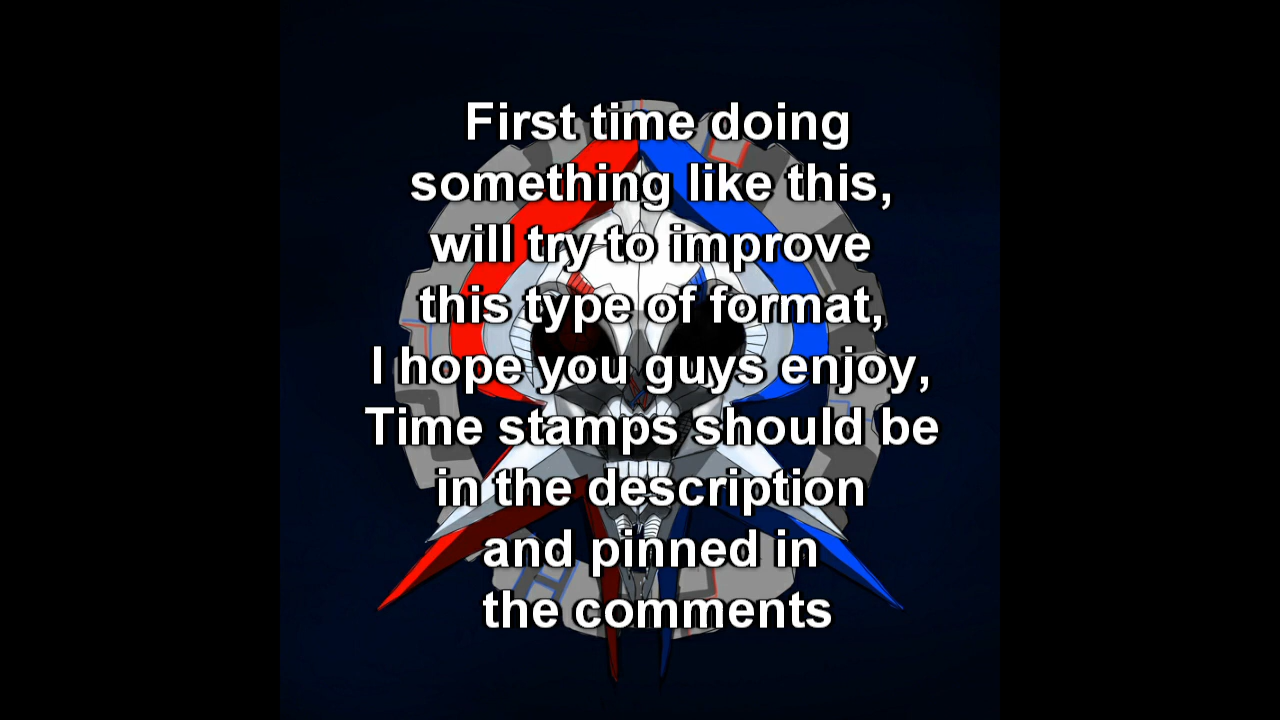 First time doing
something like this,
will try to improve
this type of format,
I hope you guys enjoy,
Time stamps should be
in the description
and pinned in
the comments